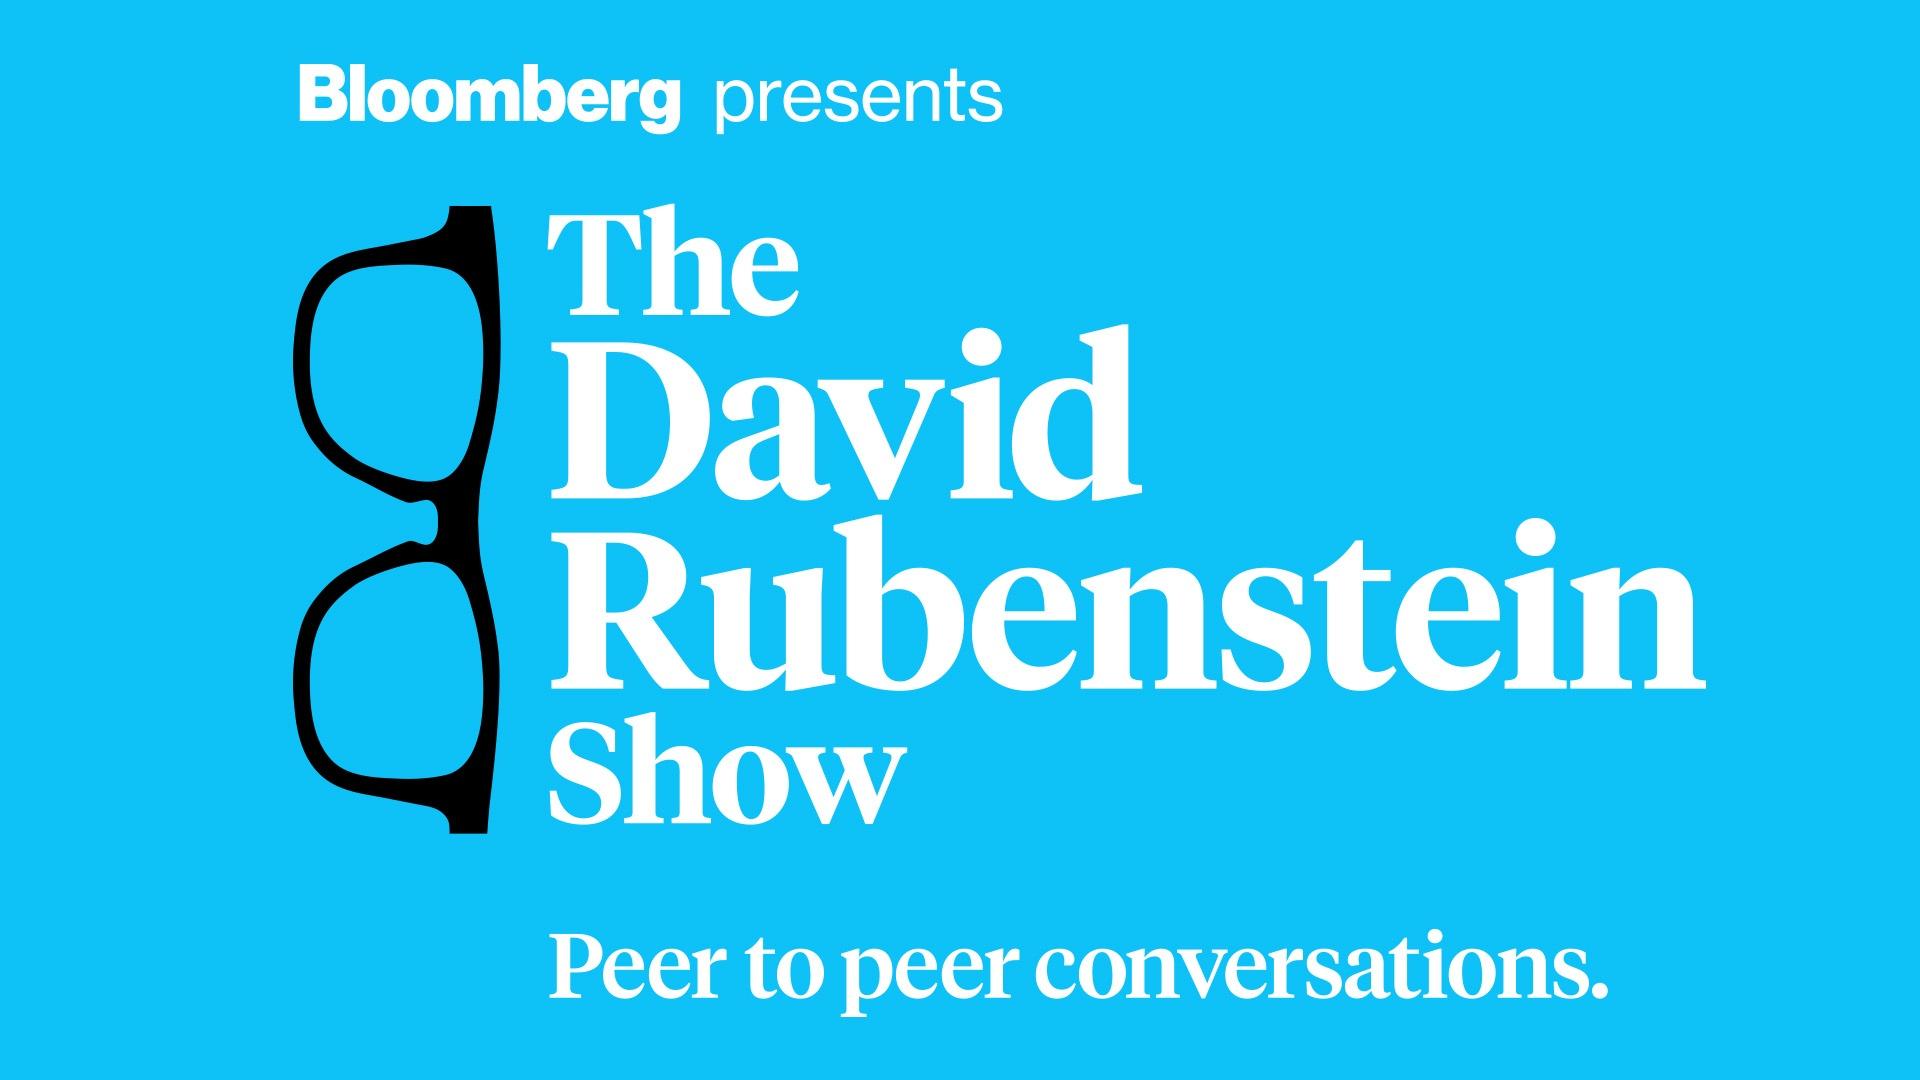 Bloomberg presents
The
David
Rubenstein
Show
Peer to peer conversations.